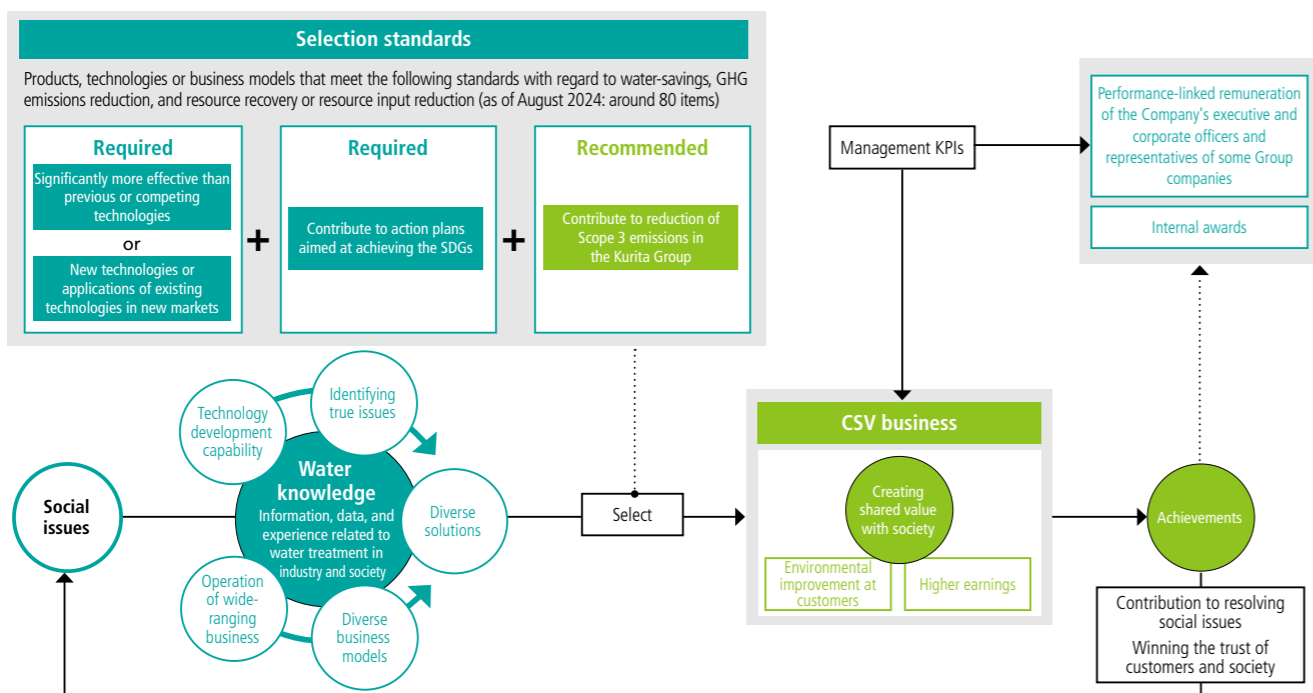 Selection standards
Products, technologies or business models that meet the following standards with regard to water-savings, GHG
emissions reduction, and resource recovery or resource input reduction (as of August 2024: around 80 items)
Required
Significantly more effective than
previous or competing
technologies
or
New technologies or
applications of existing
technologies in new markets
+
Required
Contribute to action plans
aimed at achieving the SDGs
+
Recommended
Contribute to reduction of
Scope 3 emissions in
the Kurita Group
Management KPIs
Performance-linked remuneration
of the Company's executive and
corporate officers and
representatives of some Group
companies
Internal awards
Social
issues
Technology
development
capability
Identifying
true issues
Water
knowledge
Information, data, and
experience related to
water treatment in
industry and society
Diverse
solutions
Operation
of wide-
ranging
business
Diverse
business
models
Select
CSV business
Creating
shared value
with society
Environmental
improvement at
customers
Higher earnings
Achievements
Contribution to resolving
social issues
Winning the trust of
customers and society